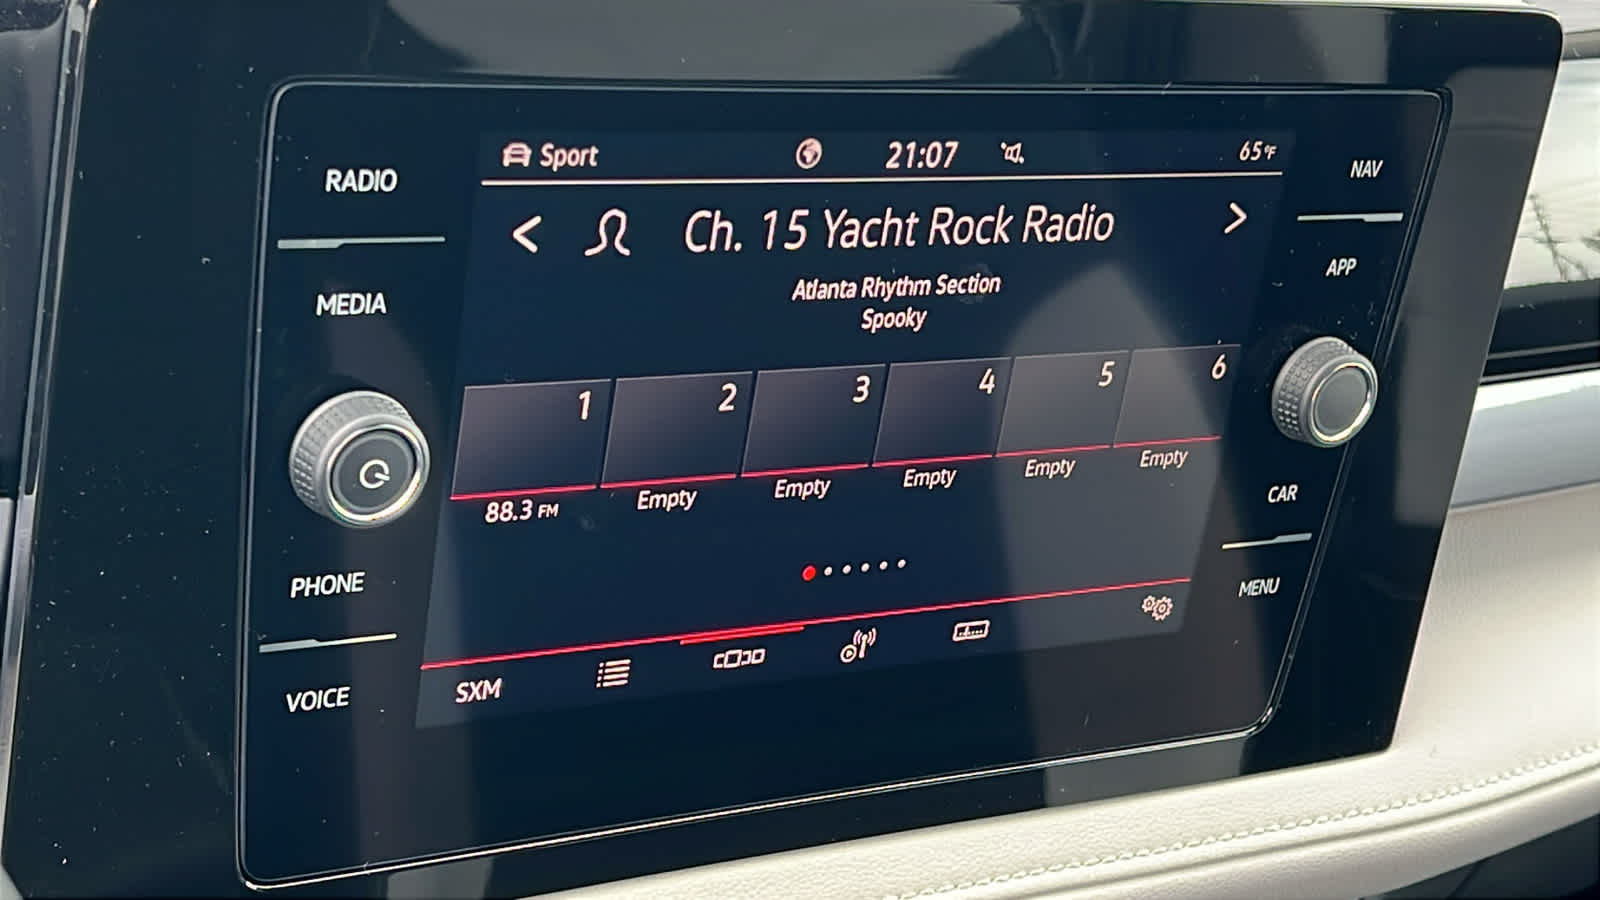 RADIO
MEDIA
PHONE
VOICE
Sport 21:07 65°F
Ch. 15 Yacht Rock Radio
Atlanta Rhythm Section
Spooky
1 2 3 4 5 6
88.3 FM Empty Empty Empty Empty Empty
SXM
NAV
APP
CAR
MENU